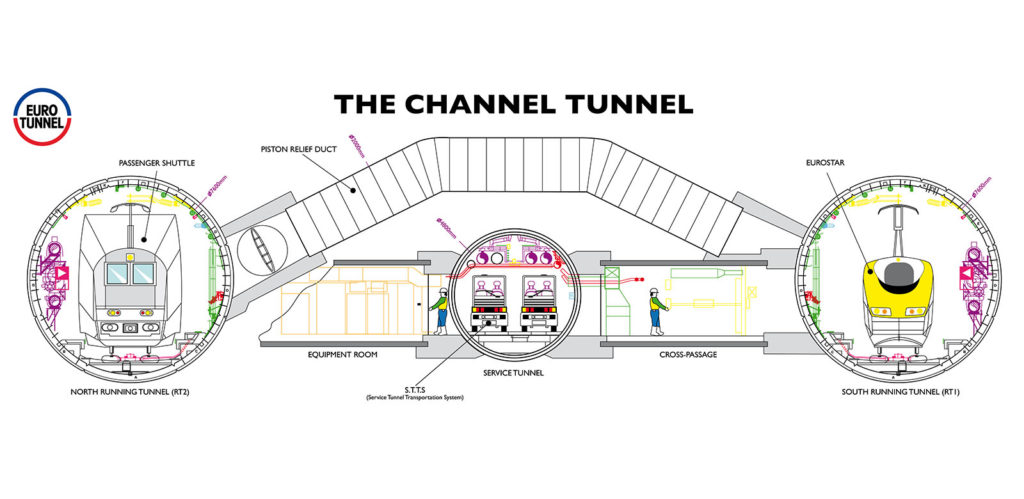 EURO
TUNNEL
THE CHANNEL TUNNEL
PASSENGER SHUTTLE
PISTON RELIEF DUCT
Ø2000mm
EUROSTAR
Ø7600mm
Ø7600mm
Ø4800mm
EQUIPMENT ROOM
CROSS-PASSAGE
SERVICE TUNNEL
NORTH RUNNING TUNNEL (RT2)
S.T.T.S
(Service Tunnel Transportation System)
SOUTH RUNNING TUNNEL (RT1)